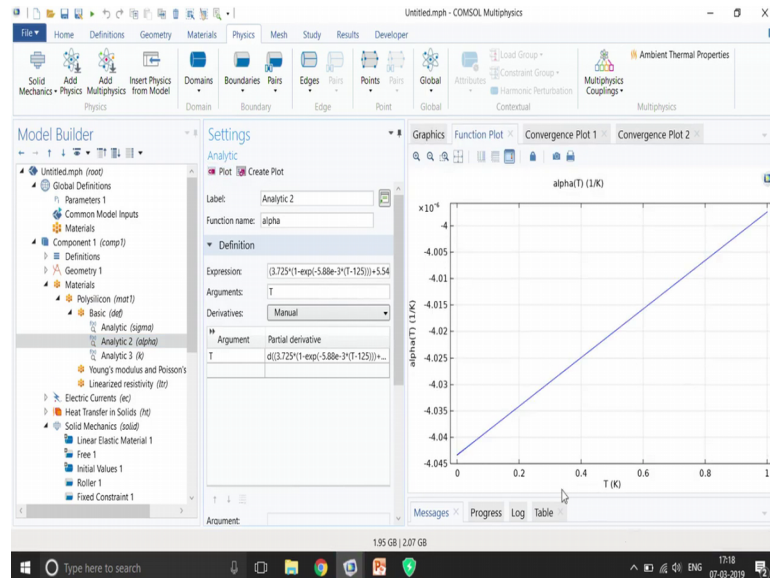 Untitled.mph - COMSOL Multiphysics
File Home Definitions Geometry Materials Physics Mesh Study Results Developer
Solid Mechanics
Add Physics
Add Multiphysics
Insert Physics from Model
Domains
Boundaries
Pairs
Edges
Pairs
Points
Pairs
Global
Attributes
Load Group
Constraint Group
Harmonic Perturbation
Multiphysics Couplings
Ambient Thermal Properties
Physics Domain Boundary Edge Point Global Contextual Multiphysics
Model Builder
Untitled.mph (root)
Global Definitions
Parameters 1
Common Model Inputs
Materials
Component 1 (comp1)
Definitions
Geometry 1
Materials
Polysilicon (mat1)
Basic (def)
Analytic (sigma)
Analytic 2 (alpha)
Analytic 3 (k)
Young's modulus and Poisson's
Linearized resistivity (ltr)
Electric Currents (ec)
Heat Transfer in Solids (ht)
Solid Mechanics (solid)
Linear Elastic Material 1
Free 1
Initial Values 1
Roller 1
Fixed Constraint 1
Settings
Analytic
Plot Create Plot
Label: Analytic 2
Function name: alpha
Definition
Expression: (3.725*(1-exp(-5.88e-3*(T-125)))+5.54
Arguments: T
Derivatives: Manual
Argument Partial derivative
T d((3.725*(1-exp(-5.88e-3*(T-125)))+...
Argument:
Graphics Function Plot Convergence Plot 1 Convergence Plot 2
alpha(T) (1/K)
×10⁻⁶
-4
-4.005
-4.01
-4.015
-4.02
-4.025
-4.03
-4.035
-4.04
-4.045
alpha(T) (1/K)
0 0.2 0.4 0.6 0.8 1
T (K)
Messages Progress Log Table
1.95 GB | 2.07 GB
Type here to search
ENG
17:18
07-03-2019